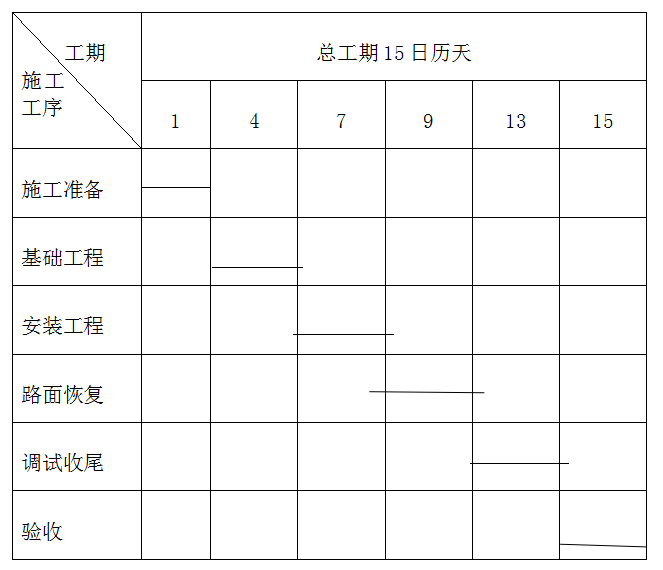 工期
施工
工序
总工期 15 日历天
1 4 7 9 13 15
施工准备
基础工程
安装工程
路面恢复
调试收尾
验收